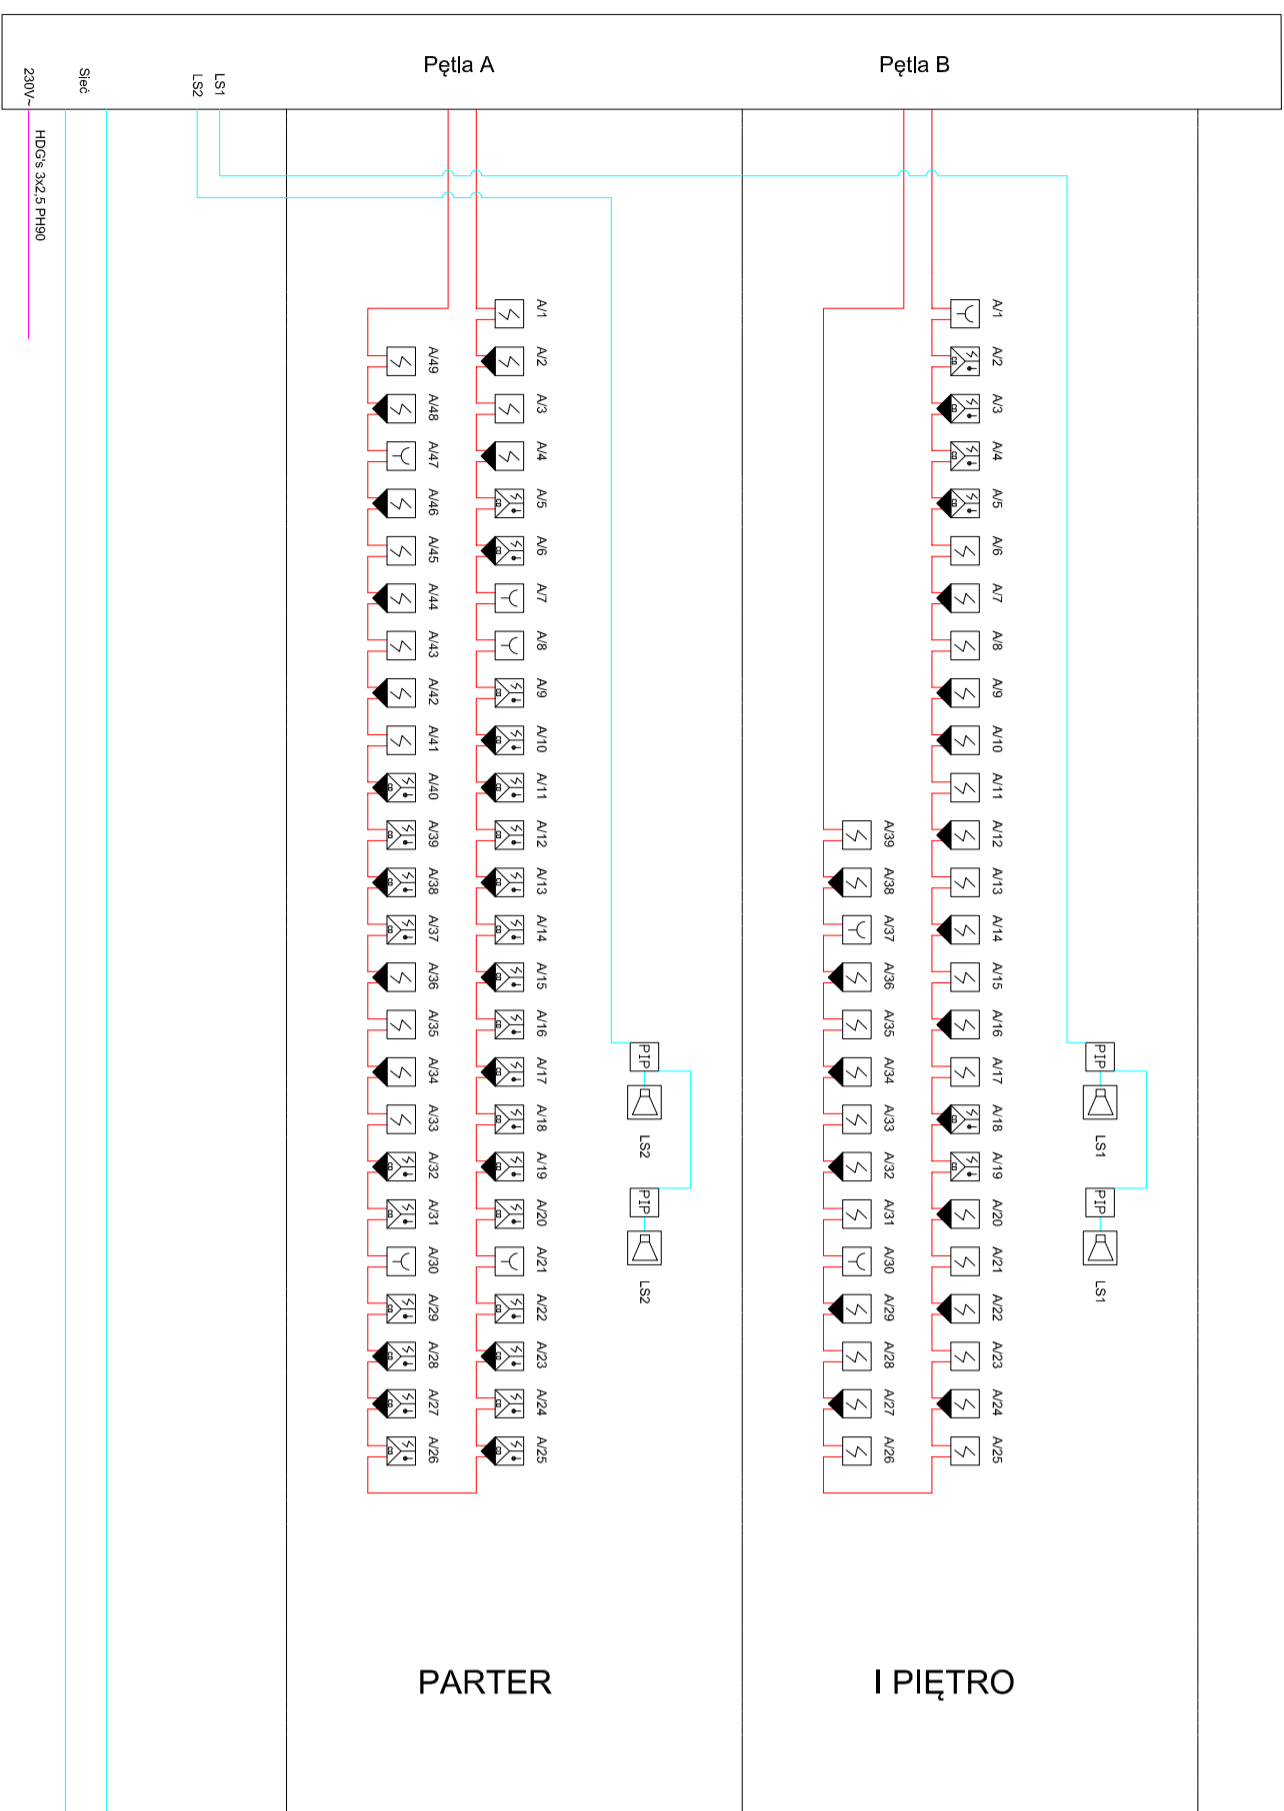 Pętla A
Pętla B
230V~
Sieć
LS2
LS1
HDG's 3x2,5 PH90
A/1
A/2
A/3
A/4
A/5
A/6
A/7
A/8
A/9
A/10
A/11
A/12
A/13
A/14
A/15
A/16
A/17
A/18
A/19
A/20
A/21
A/22
A/23
A/24
A/25
A/49
A/48
A/47
A/46
A/45
A/44
A/43
A/42
A/41
A/40
A/39
A/38
A/37
A/36
A/35
A/34
A/33
A/32
A/31
A/30
A/29
A/28
A/27
A/26
PIP
LS2
PIP
LS2
A/1
A/2
A/3
A/4
A/5
A/6
A/7
A/8
A/9
A/10
A/11
A/12
A/13
A/14
A/15
A/16
A/17
A/18
A/19
A/20
A/21
A/22
A/23
A/24
A/25
A/39
A/38
A/37
A/36
A/35
A/34
A/33
A/32
A/31
A/30
A/29
A/28
A/27
A/26
PIP
LS1
PIP
LS1
PARTER
I PIĘTRO